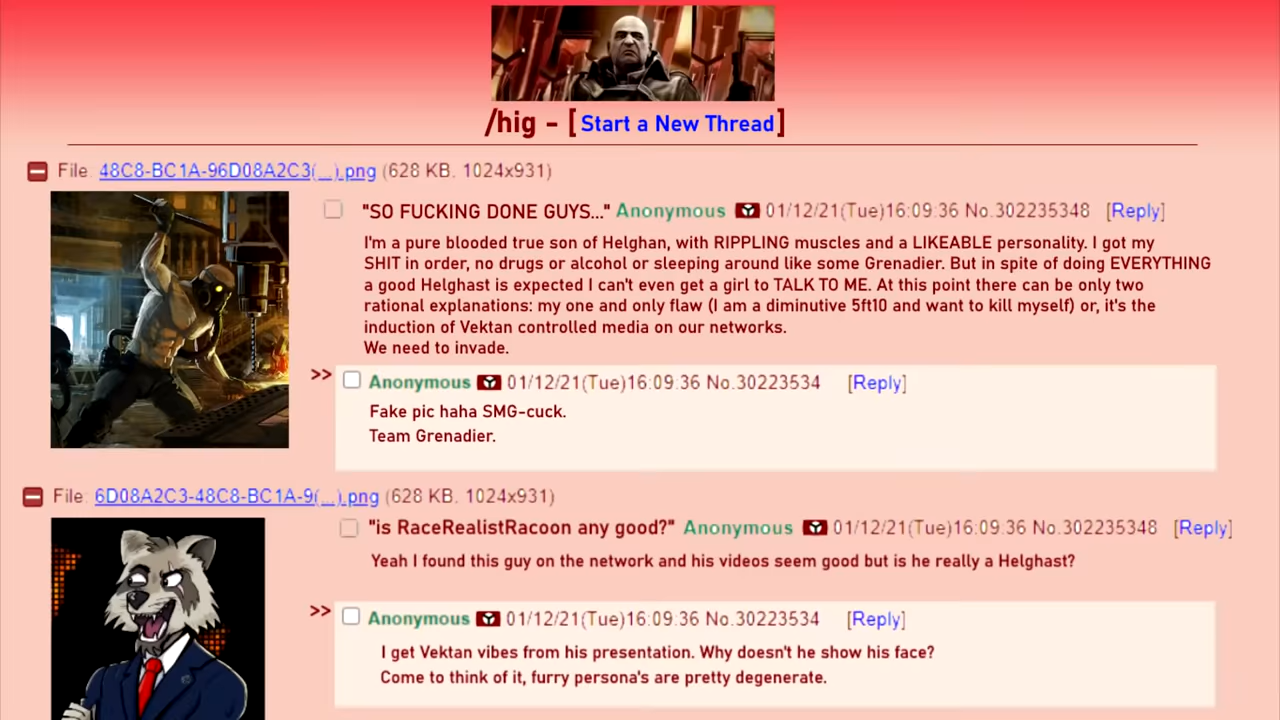 /hig - [Start a New Thread]
File: 48C8-BC1A-96D08A2C3(...).png (628 KB. 1024x931)
"SO FUCKING DONE GUYS..." Anonymous 01/12/21(Tue)16:09:36 No.302235348 [Reply]
I'm a pure blooded true son of Helghan, with RIPPLING muscles and a LIKEABLE personality. I got my
SHIT in order, no drugs or alcohol or sleeping around like some Grenadier. But in spite of doing EVERYTHING
a good Helghast is expected I can't even get a girl to TALK TO ME. At this point there can be only two
rational explanations: my one and only flaw (I am a diminutive 5ft10 and want to kill myself) or, it's the
induction of Vektan controlled media on our networks.
We need to invade.
>> Anonymous 01/12/21(Tue)16:09:36 No.30223534 [Reply]
Fake pic haha SMG-cuck.
Team Grenadier.
File: 6D08A2C3-48C8-BC1A-9(...).png (628 KB. 1024x931)
"is RaceRealistRacoon any good?" Anonymous 01/12/21(Tue)16:09:36 No.302235348 [Reply]
Yeah I found this guy on the network and his videos seem good but is he really a Helghast?
>> Anonymous 01/12/21(Tue)16:09:36 No.30223534 [Reply]
I get Vektan vibes from his presentation. Why doesn't he show his face?
Come to think of it, furry persona's are pretty degenerate.